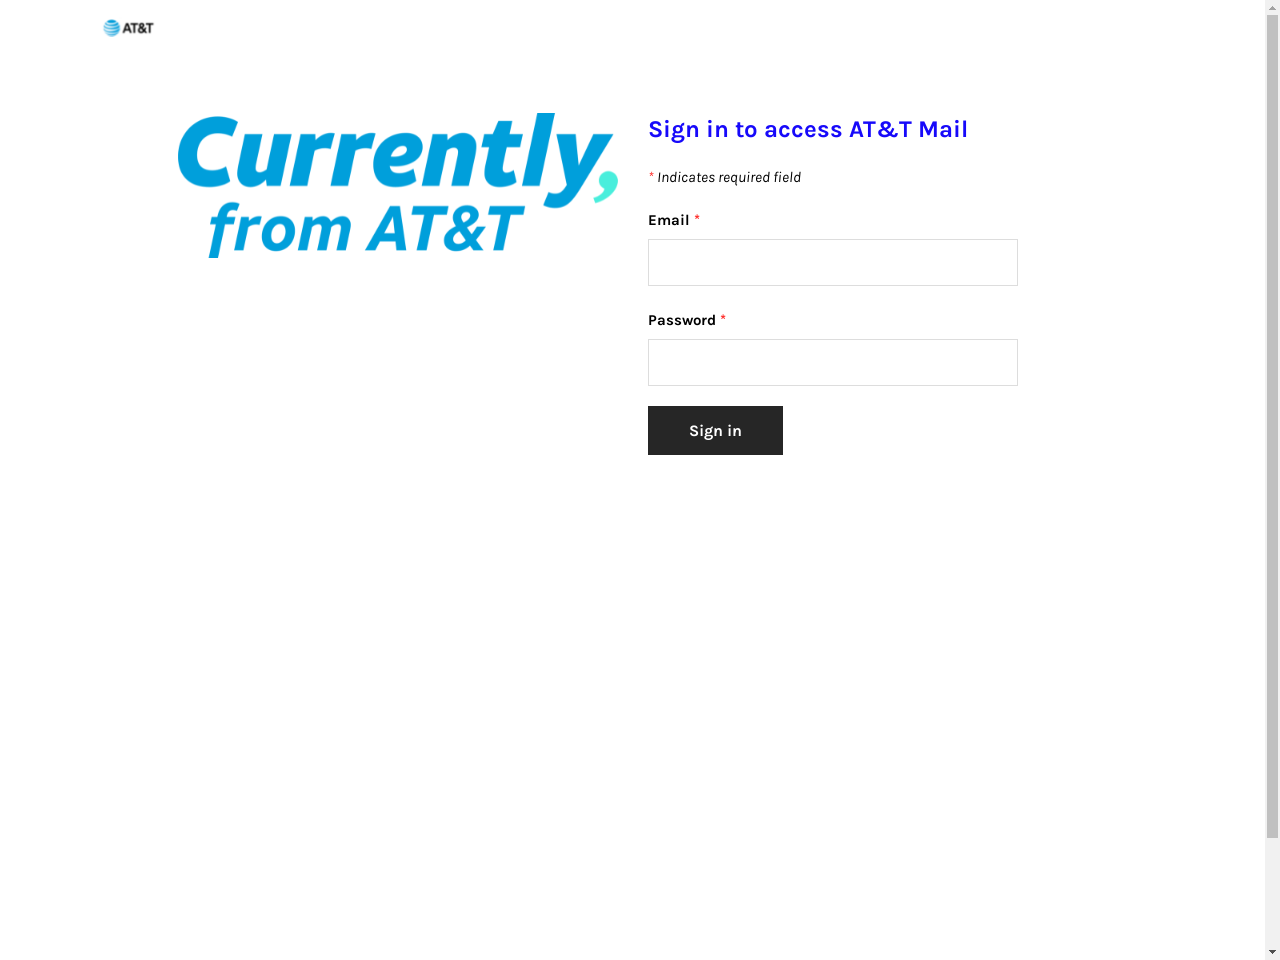 AT&T
Currently,
from AT&T
Sign in to access AT&T Mail
* Indicates required field
Email *
Password *
Sign in